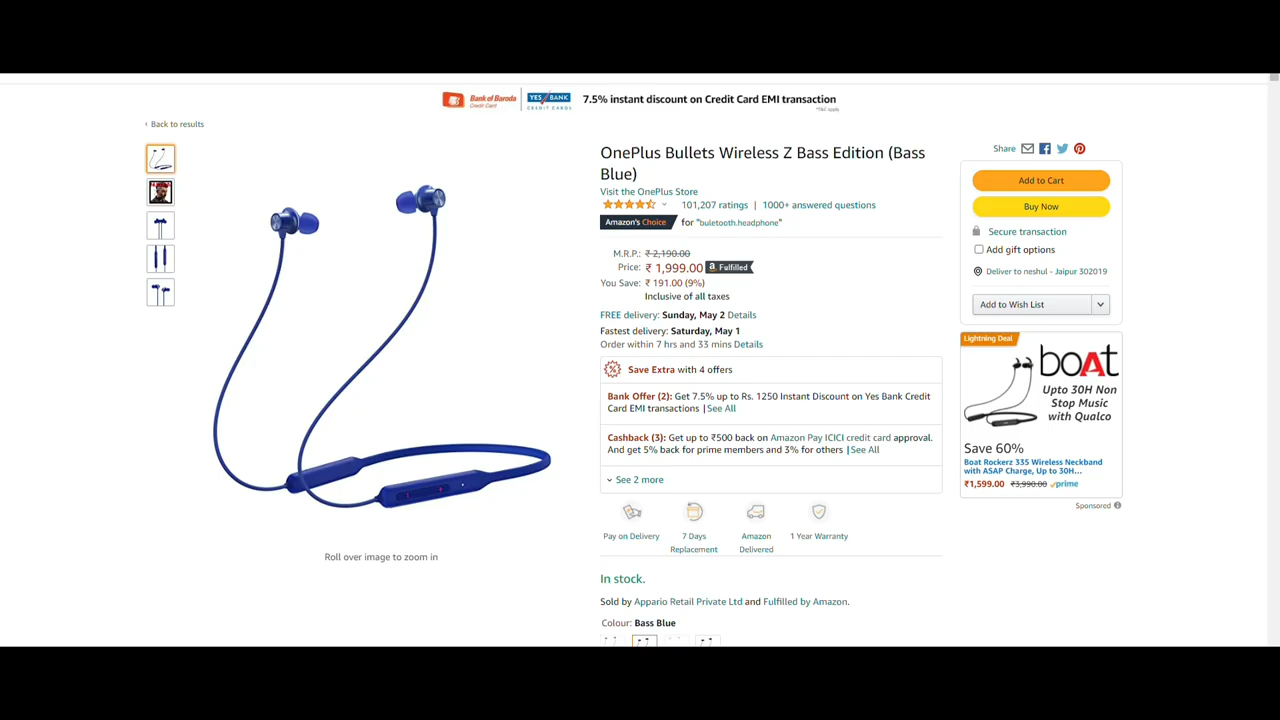 Bank of Baroda
Credit Card
YES BANK
CREDIT CARDS
7.5% instant discount on Credit Card EMI transaction
*T&C Apply
‹ Back to results
OnePlus Bullets Wireless Z Bass Edition (Bass
Blue)
Visit the OnePlus Store
101,207 ratings | 1000+ answered questions
Amazon's Choice for "buletooth.headphone"
M.R.P.: ₹ 2,190.00
Price: ₹ 1,999.00 a Fulfilled
You Save: ₹ 191.00 (9%)
Inclusive of all taxes
FREE delivery: Sunday, May 2 Details
Fastest delivery: Saturday, May 1
Order within 7 hrs and 33 mins Details
Save Extra with 4 offers
Bank Offer (2): Get 7.5% up to Rs. 1250 Instant Discount on Yes Bank Credit
Card EMI transactions | See All
Cashback (3): Get up to ₹500 back on Amazon Pay ICICI credit card approval.
And get 5% back for prime members and 3% for others | See All
See 2 more
Pay on Delivery
7 Days
Replacement
Amazon
Delivered
1 Year Warranty
In stock.
Sold by Appario Retail Private Ltd and Fulfilled by Amazon.
Colour: Bass Blue
Roll over image to zoom in
Share
Add to Cart
Buy Now
Secure transaction
Add gift options
Deliver to neshul - Jaipur 302019
Add to Wish List
Lightning Deal
boAt
Upto 30H Non
Stop Music
with Qualco
Save 60%
Boat Rockerz 335 Wireless Neckband
with ASAP Charge, Up to 30H...
₹1,599.00 ₹3,990.00 prime
Sponsored